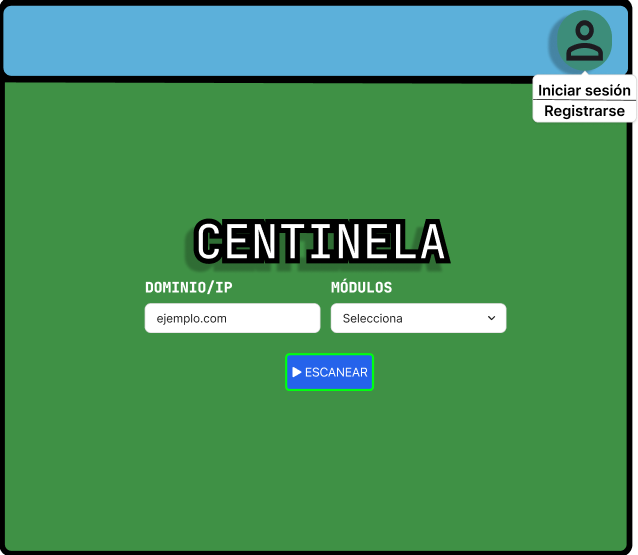 Iniciar sesión
Registrarse
CENTINELA
DOMINIO/IP
MÓDULOS
ejemplo.com
Selecciona
ESCANEAR